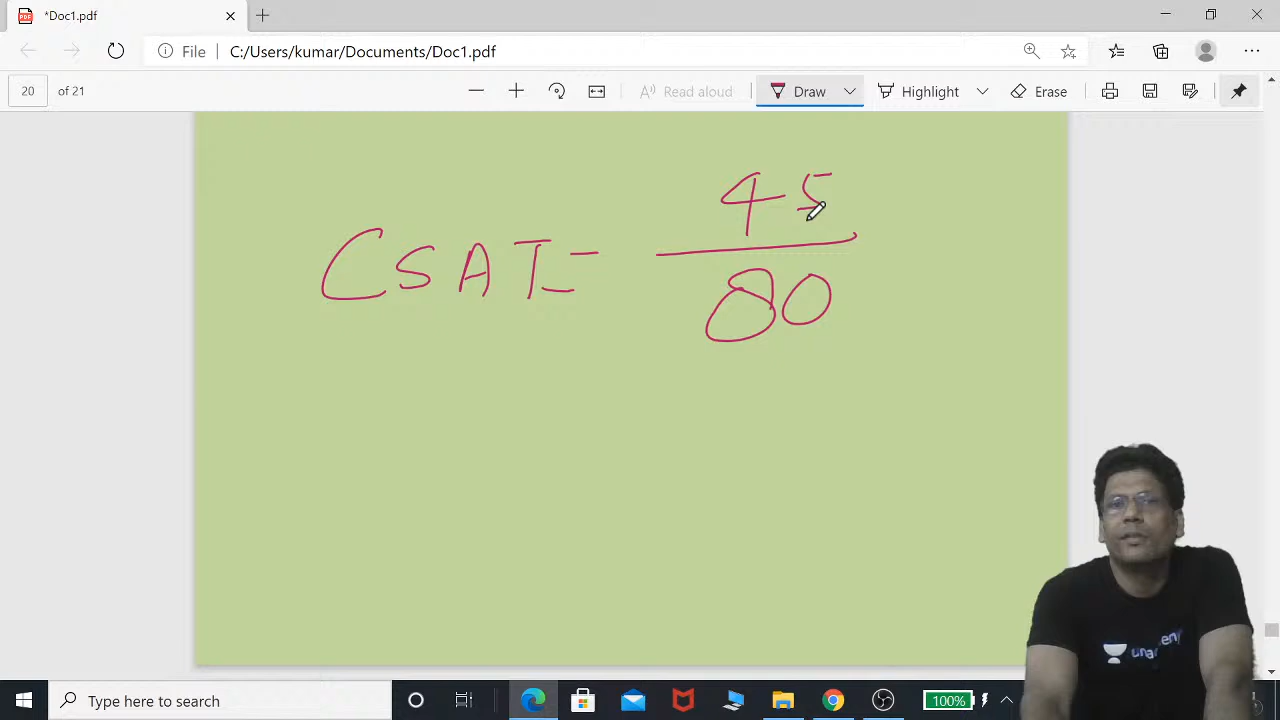 *Doc1.pdf
File C:/Users/kumar/Documents/Doc1.pdf
20 of 21 Read aloud Draw Highlight Erase
45
CSAT =
80
unacademy
Type here to search 100%